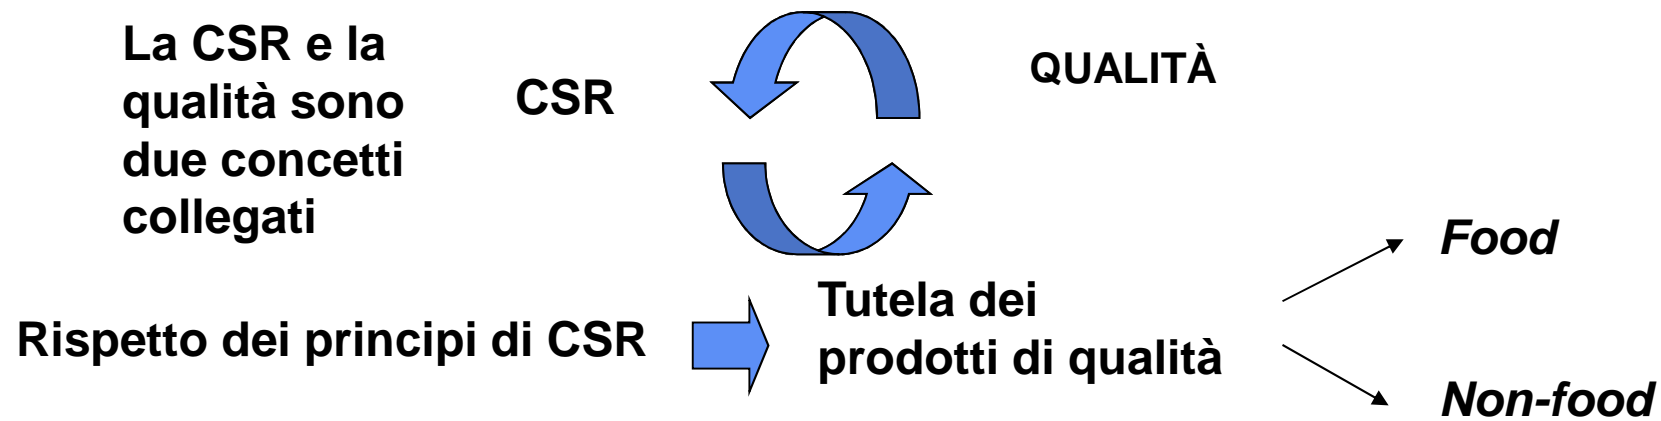 La CSR e la
qualità sono
due concetti
collegati
CSR
QUALITÀ
Rispetto dei principi di CSR
Tutela dei
prodotti di qualità
Food
Non-food